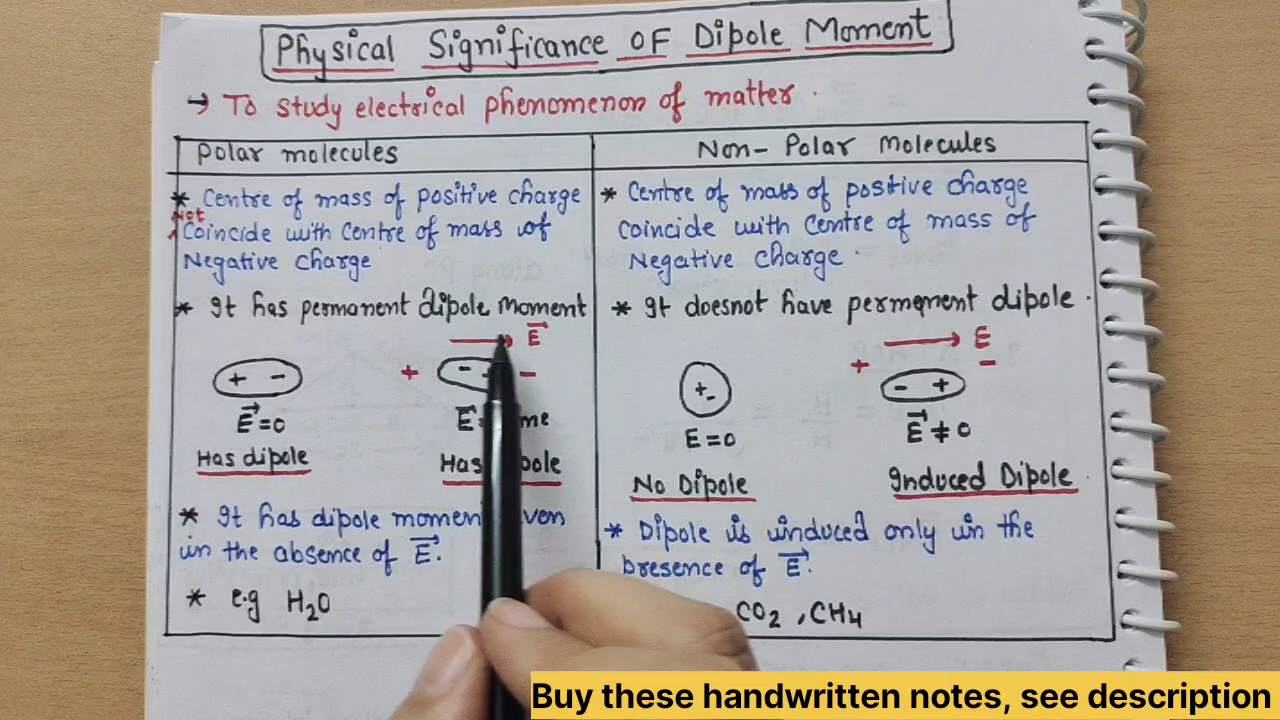 Physical Significance OF Dipole Moment
→ To study electrical phenomenon of matter.
Polar molecules
* Centre of mass of positive charge
Not
Coincide with Centre of mass of
Negative charge
* It has permanent dipole Moment
E
+ - + - -
E=0 E
Has dipole Has
* It has dipole
in the absence of E.
* e.g H2O
Non-Polar Molecules
* Centre of mass of positive charge
coincide with centre of mass of
Negative charge.
* It doesnot have permenent dipole.
E
+ -
+ - - +
E=0 E≠0
No Dipole Induced Dipole
* Dipole is induced only in the
presence of E.
CO2, CH4
Buy these handwritten notes, see description